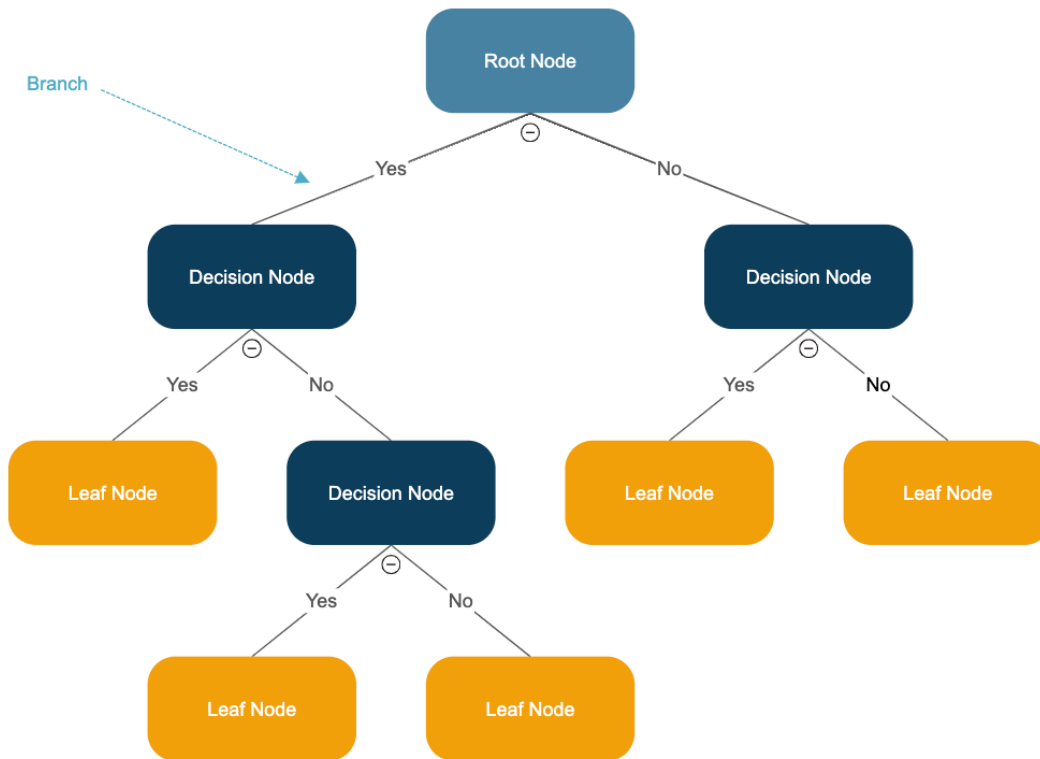 Root Node
Branch
Yes
No
Decision Node
Decision Node
Yes
No
Yes
No
Leaf Node
Decision Node
Leaf Node
Leaf Node
Yes
No
Leaf Node
Leaf Node